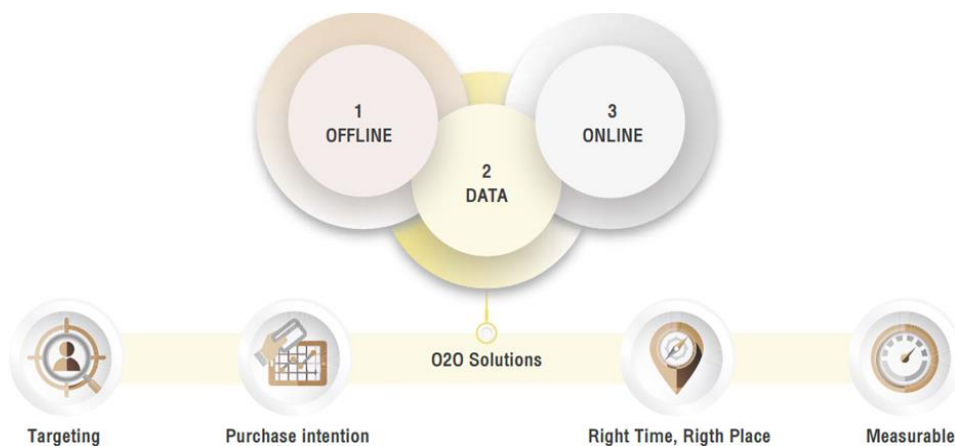 1
OFFLINE
3
ONLINE
2
DATA
O2O Solutions
Targeting
Purchase intention
Right Time, Rigth Place
Measurable